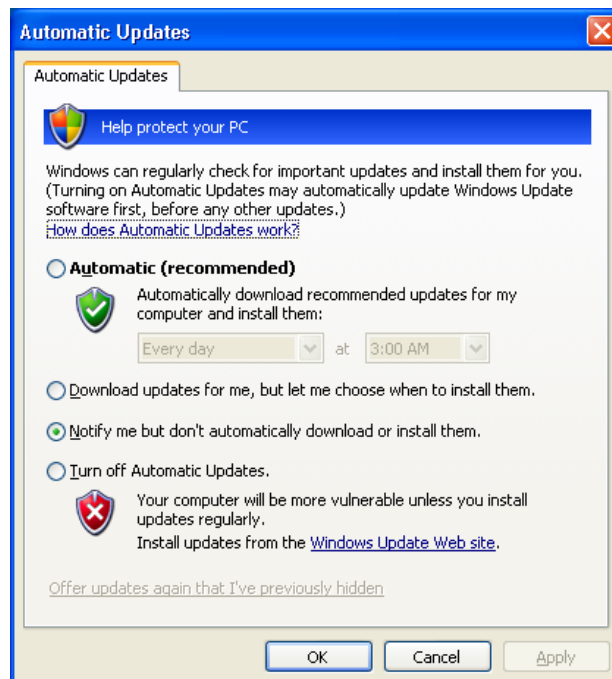 Automatic Updates
Automatic Updates
Help protect your PC
Windows can regularly check for important updates and install them for you.
(Turning on Automatic Updates may automatically update Windows Update
software first, before any other updates.)
How does Automatic Updates work?
Automatic (recommended)
Automatically download recommended updates for my
computer and install them:
Every day at 3:00 AM
Download updates for me, but let me choose when to install them.
Notify me but don't automatically download or install them.
Turn off Automatic Updates.
Your computer will be more vulnerable unless you install
updates regularly.
Install updates from the Windows Update Web site.
Offer updates again that I've previously hidden
OK Cancel Apply